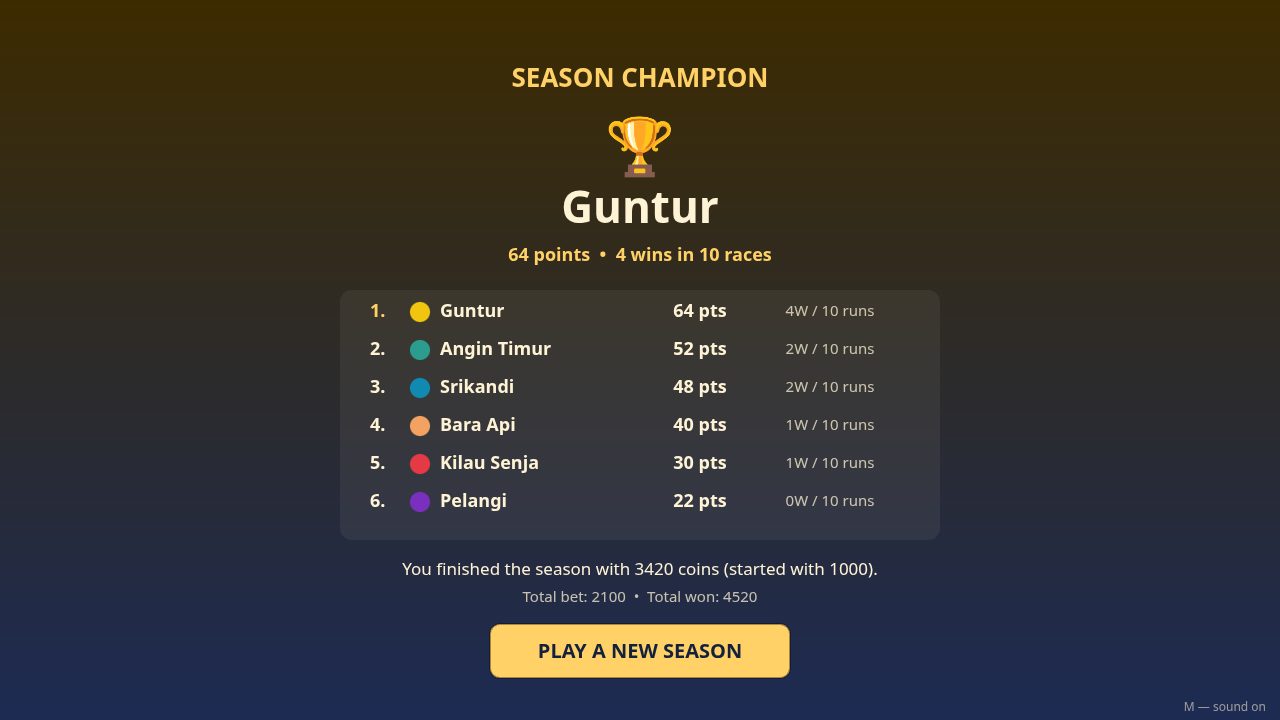 SEASON CHAMPION
Guntur
64 points • 4 wins in 10 races
1. Guntur 64 pts 4W / 10 runs
2. Angin Timur 52 pts 2W / 10 runs
3. Srikandi 48 pts 2W / 10 runs
4. Bara Api 40 pts 1W / 10 runs
5. Kilau Senja 30 pts 1W / 10 runs
6. Pelangi 22 pts 0W / 10 runs
You finished the season with 3420 coins (started with 1000).
Total bet: 2100 • Total won: 4520
PLAY A NEW SEASON
M — sound on